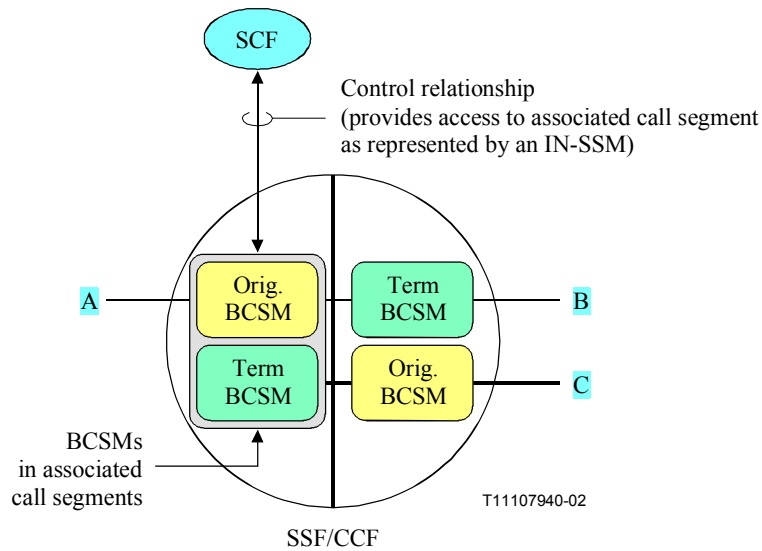 SCF
Control relationship
(provides access to associated call segment
as represented by an IN-SSM)
A
Orig.
BCSM
Term
BCSM
B
Term
BCSM
Orig.
BCSM
C
BCSMs
in associated
call segments
T11107940-02
SSF/CCF